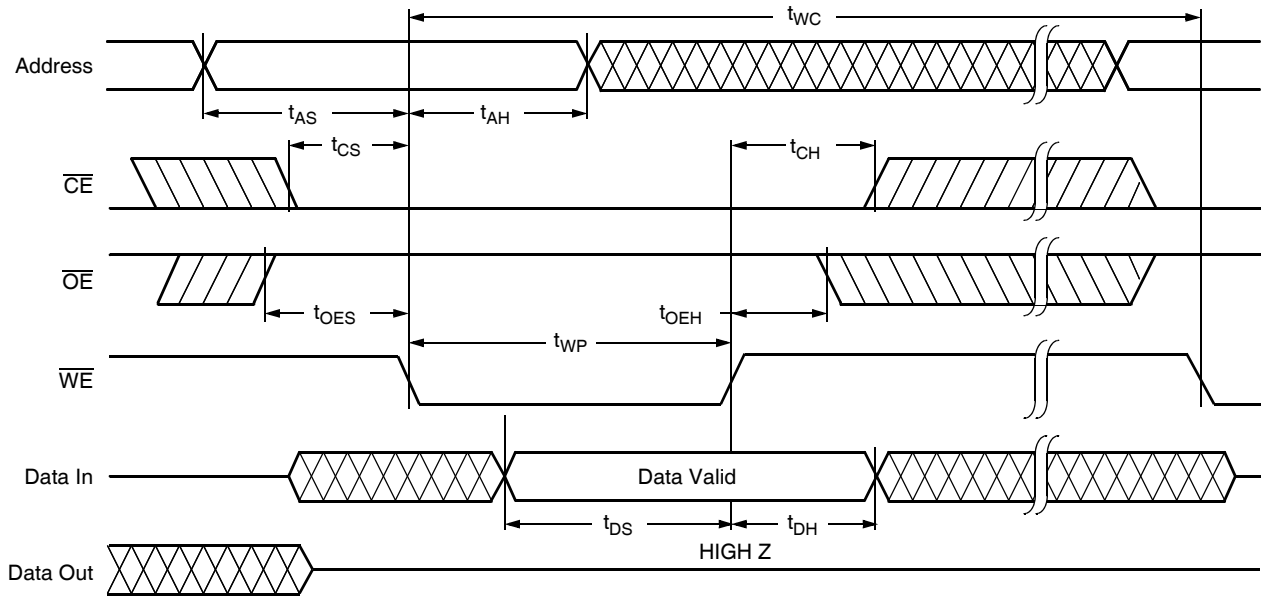 tWC
Address
tAS
tAH
tCS
tCH
CE
OE
tOES
tOEH
tWP
WE
Data In
Data Valid
tDS
tDH
HIGH Z
Data Out